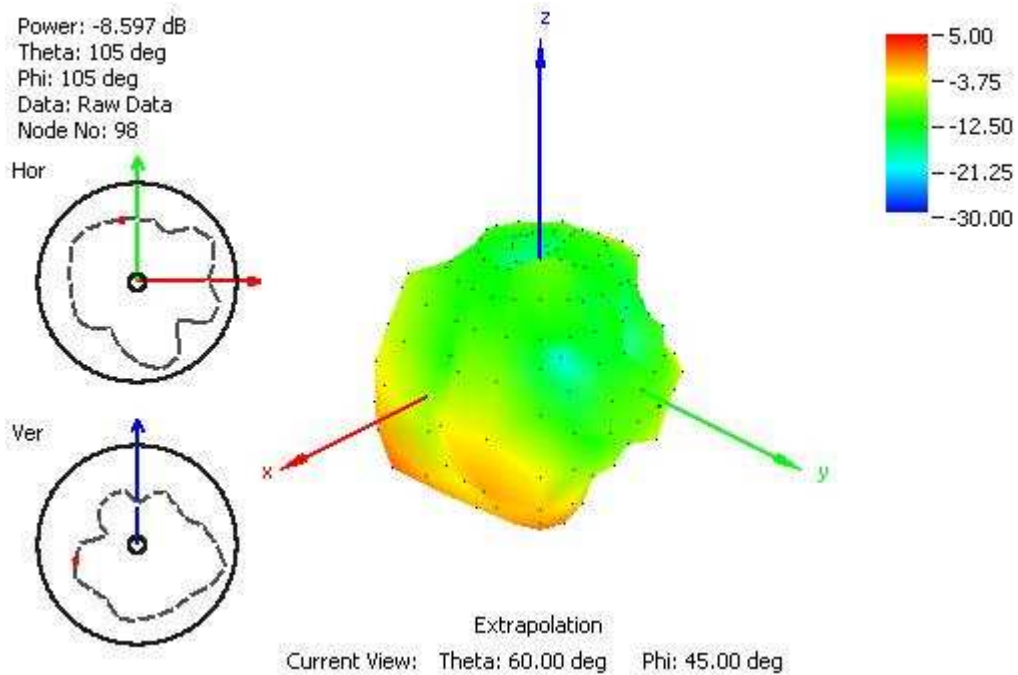 Power: -8.597 dB
Theta: 105 deg
Phi: 105 deg
Data: Raw Data
Node No: 98
Hor
Ver
z
x
y
5.00
-3.75
-12.50
-21.25
-30.00
Extrapolation
Current View: Theta: 60.00 deg Phi: 45.00 deg